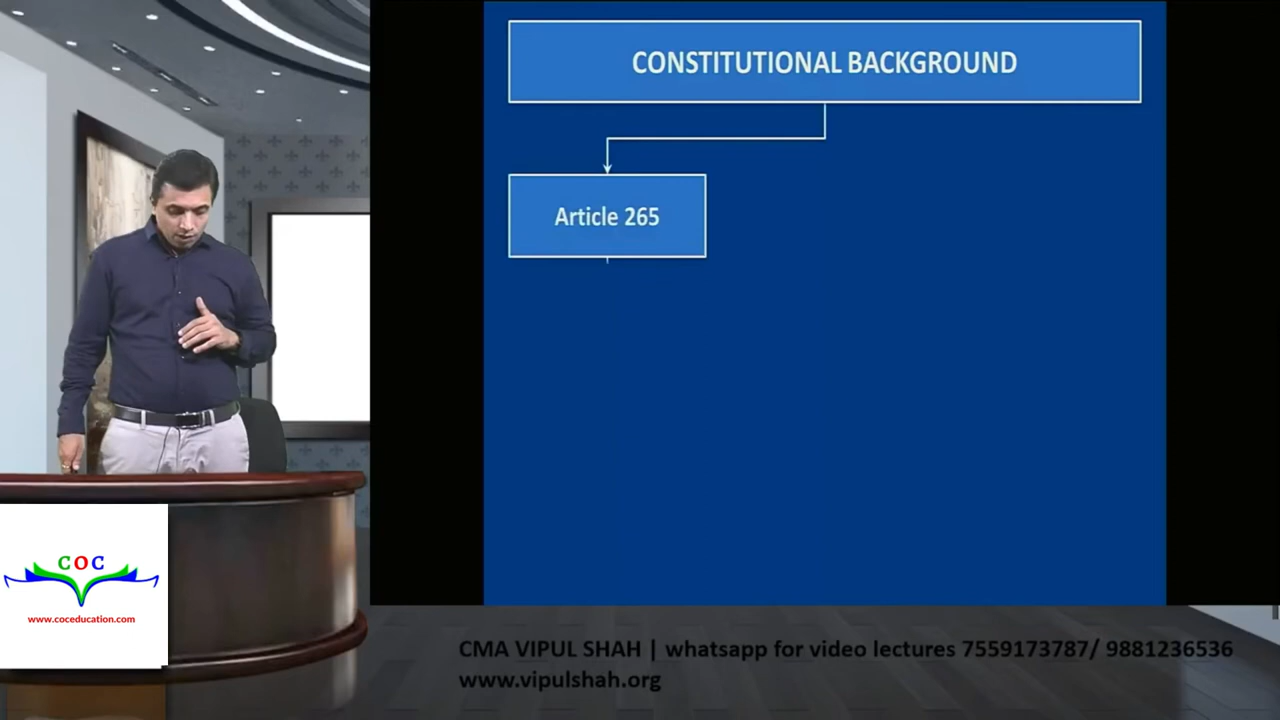 CONSTITUTIONAL BACKGROUND
Article 265
COC
www.coceducation.com
CMA VIPUL SHAH | whatsapp for video lectures 7559173787/ 9881236536
www.vipulshah.org